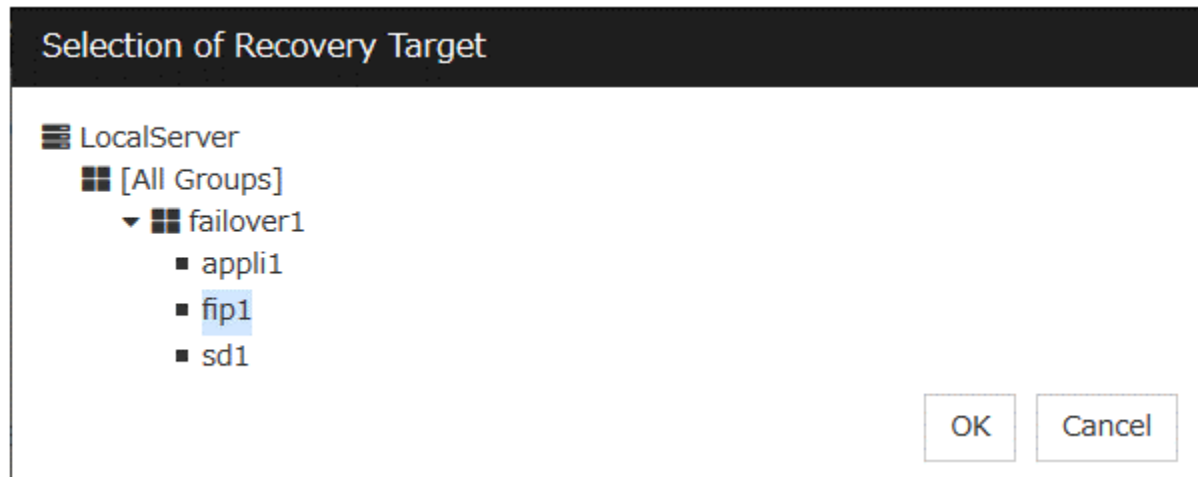 Selection of Recovery Target
LocalServer
[All Groups]
failover1
appli1
fip1
sd1
OK Cancel